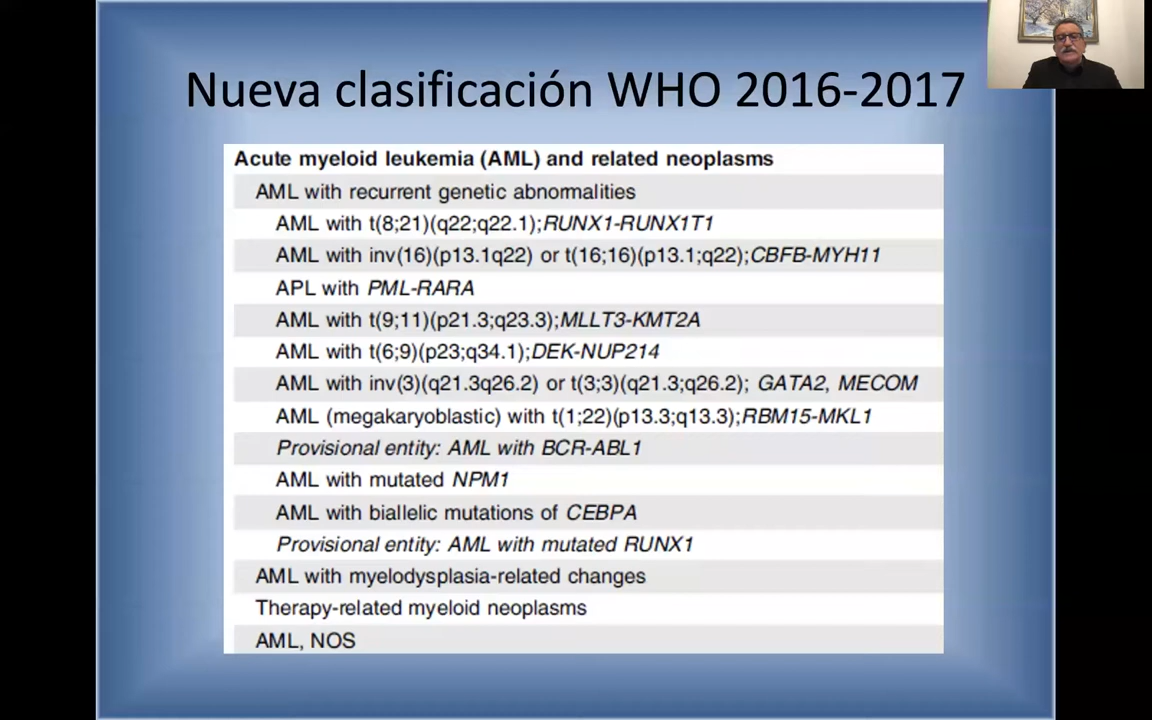 Nueva clasificación WHO 2016-2017
Acute myeloid leukemia (AML) and related neoplasms
AML with recurrent genetic abnormalities
AML with t(8;21)(q22;q22.1);RUNX1-RUNX1T1
AML with inv(16)(p13.1q22) or t(16;16)(p13.1;q22);CBFB-MYH11
APL with PML-RARA
AML with t(9;11)(p21.3;q23.3);MLLT3-KMT2A
AML with t(6;9)(p23;q34.1);DEK-NUP214
AML with inv(3)(q21.3q26.2) or t(3;3)(q21.3;q26.2); GATA2, MECOM
AML (megakaryoblastic) with t(1;22)(p13.3;q13.3);RBM15-MKL1
Provisional entity: AML with BCR-ABL1
AML with mutated NPM1
AML with biallelic mutations of CEBPA
Provisional entity: AML with mutated RUNX1
AML with myelodysplasia-related changes
Therapy-related myeloid neoplasms
AML, NOS